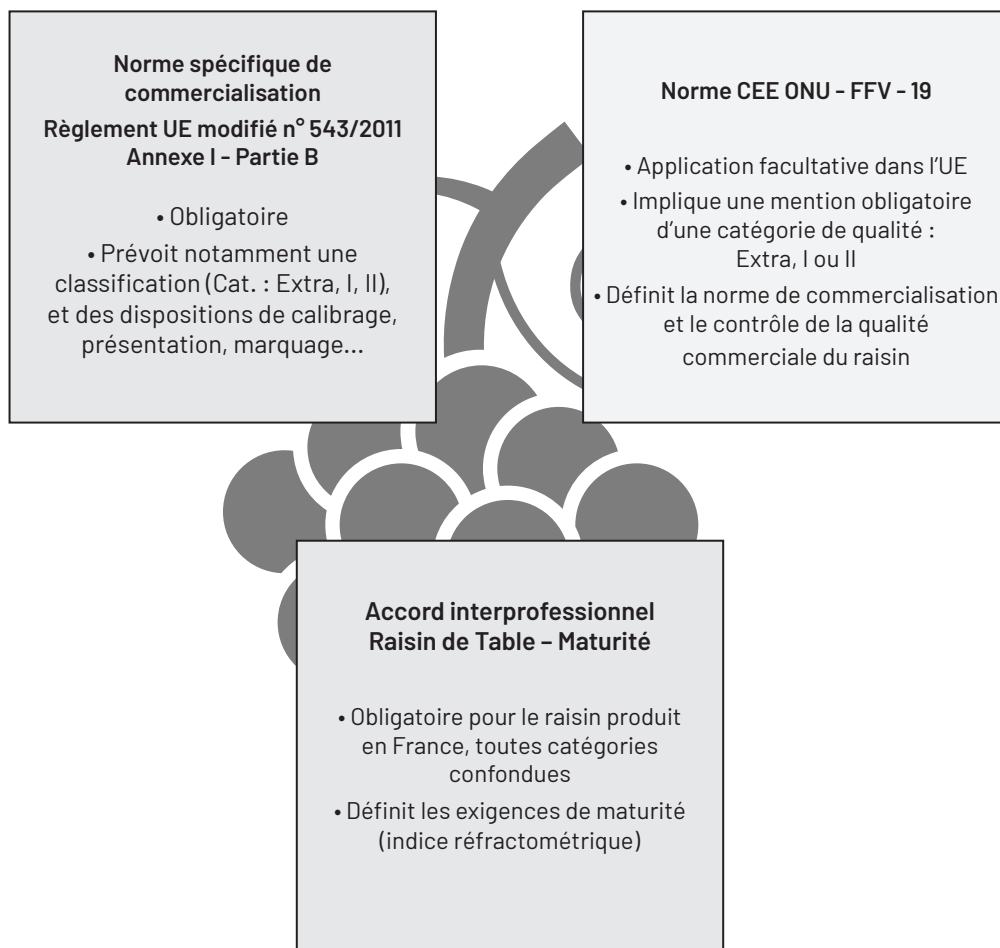 Norme spécifique de
commercialisation
Règlement UE modifié n° 543/2011
Annexe I - Partie B
• Obligatoire
• Prévoit notamment une
classification (Cat. : Extra, I, II),
et des dispositions de calibrage,
présentation, marquage...
Norme CEE ONU - FFV - 19
• Application facultative dans l'UE
• Implique une mention obligatoire
d'une catégorie de qualité :
Extra, I ou II
• Définit la norme de commercialisation
et le contrôle de la qualité
commerciale du raisin
Accord interprofessionnel
Raisin de Table – Maturité
• Obligatoire pour le raisin produit
en France, toutes catégories
confondues
• Définit les exigences de maturité
(indice réfractométrique)